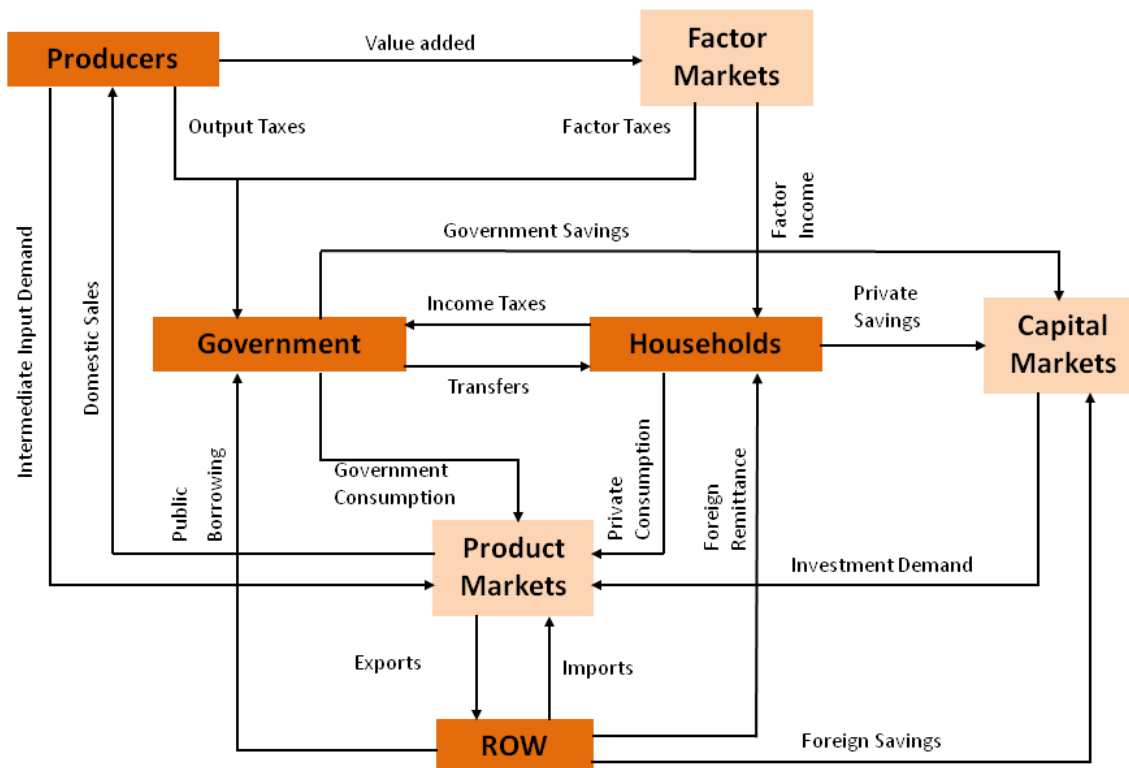 Value added
Factor
Markets
Producers
Output Taxes
Factor Taxes
Factor
Income
Government Savings
Intermediate Input Demand
Domestic Sales
Income Taxes
Private
Savings
Government
Households
Capital
Markets
Transfers
Public
Borrowing
Government
Consumption
Private
Consumption
Foreign
Remittance
Product
Markets
Investment Demand
Exports
Imports
ROW
Foreign Savings